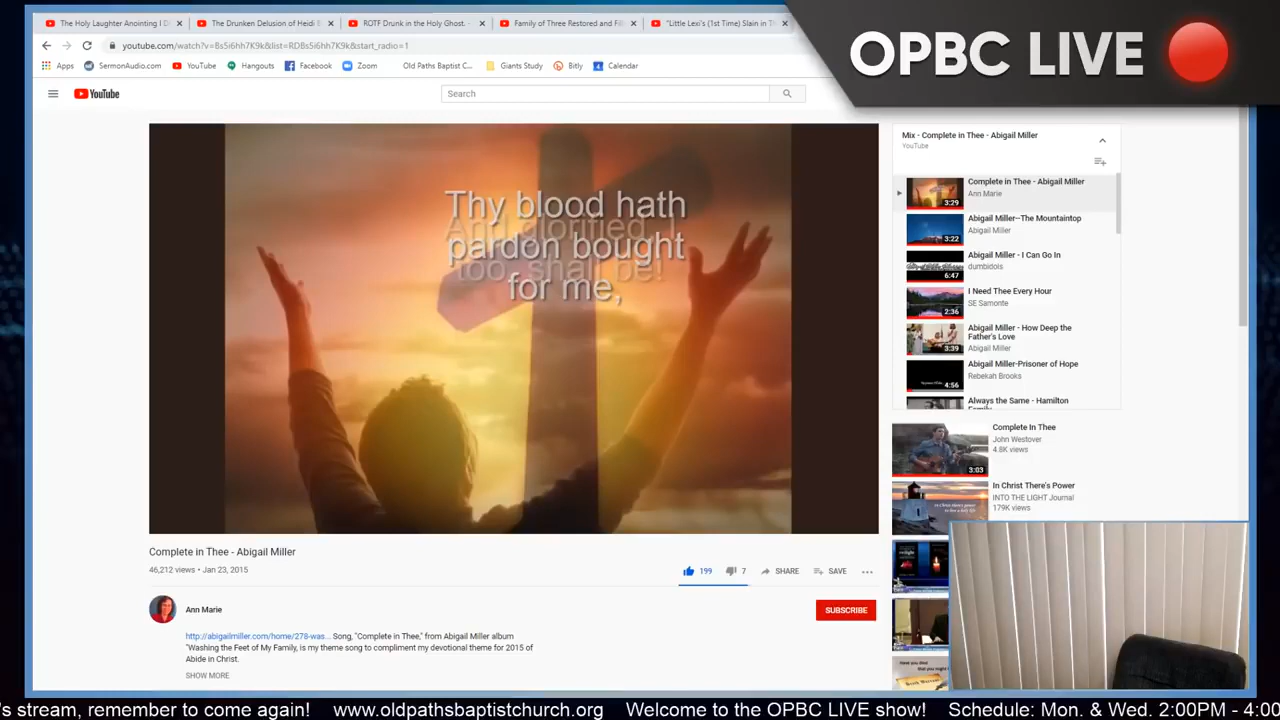 The Holy Laughter Anointing I D
The Drunken Delusion of Heidi B
ROTF Drunk in the Holy Ghost. -
Family of Three Restored and Fill
"Little Lexi's (1st Time) Slain in T
OPBC LIVE
youtube.com/watch?v=Bs5i6hh7K9k&list=RDBs5i6hh7K9k&start_radio=1
Apps
SermonAudio.com
YouTube
Hangouts
Facebook
Zoom
Old Paths Baptist C...
Giants Study
Bitly
Calendar
YouTube
Search
Thy blood hath
pardon bought
for me,
Mix - Complete in Thee - Abigail Miller
YouTube
Complete in Thee - Abigail Miller
Ann Marie
3:29
Abigail Miller--The Mountaintop
Abigail Miller
3:22
Abigail Miller - I Can Go In
dumbidois
6:47
I Need Thee Every Hour
SE Samonte
2:36
Abigail Miller - How Deep the
Father's Love
Abigail Miller
3:39
Abigail Miller-Prisoner of Hope
Rebekah Brooks
4:56
Always the Same - Hamilton
Family
Complete In Thee
John Westover
4.8K views
3:03
In Christ There's Power
INTO THE LIGHT Journal
179K views
Complete in Thee - Abigail Miller
46,212 views • Jan 23, 2015
199
7
SHARE
SAVE
Ann Marie
SUBSCRIBE
http://abigailmiller.com/home/278-was... Song, "Complete in Thee," from Abigail Miller album
"Washing the Feet of My Family, is my theme song to compliment my devotional theme for 2015 of
Abide in Christ.
SHOW MORE
's stream, remember to come again! www.oldpathsbaptistchurch.org Welcome to the OPBC LIVE show! Schedule: Mon. & Wed. 2:00PM - 4:00